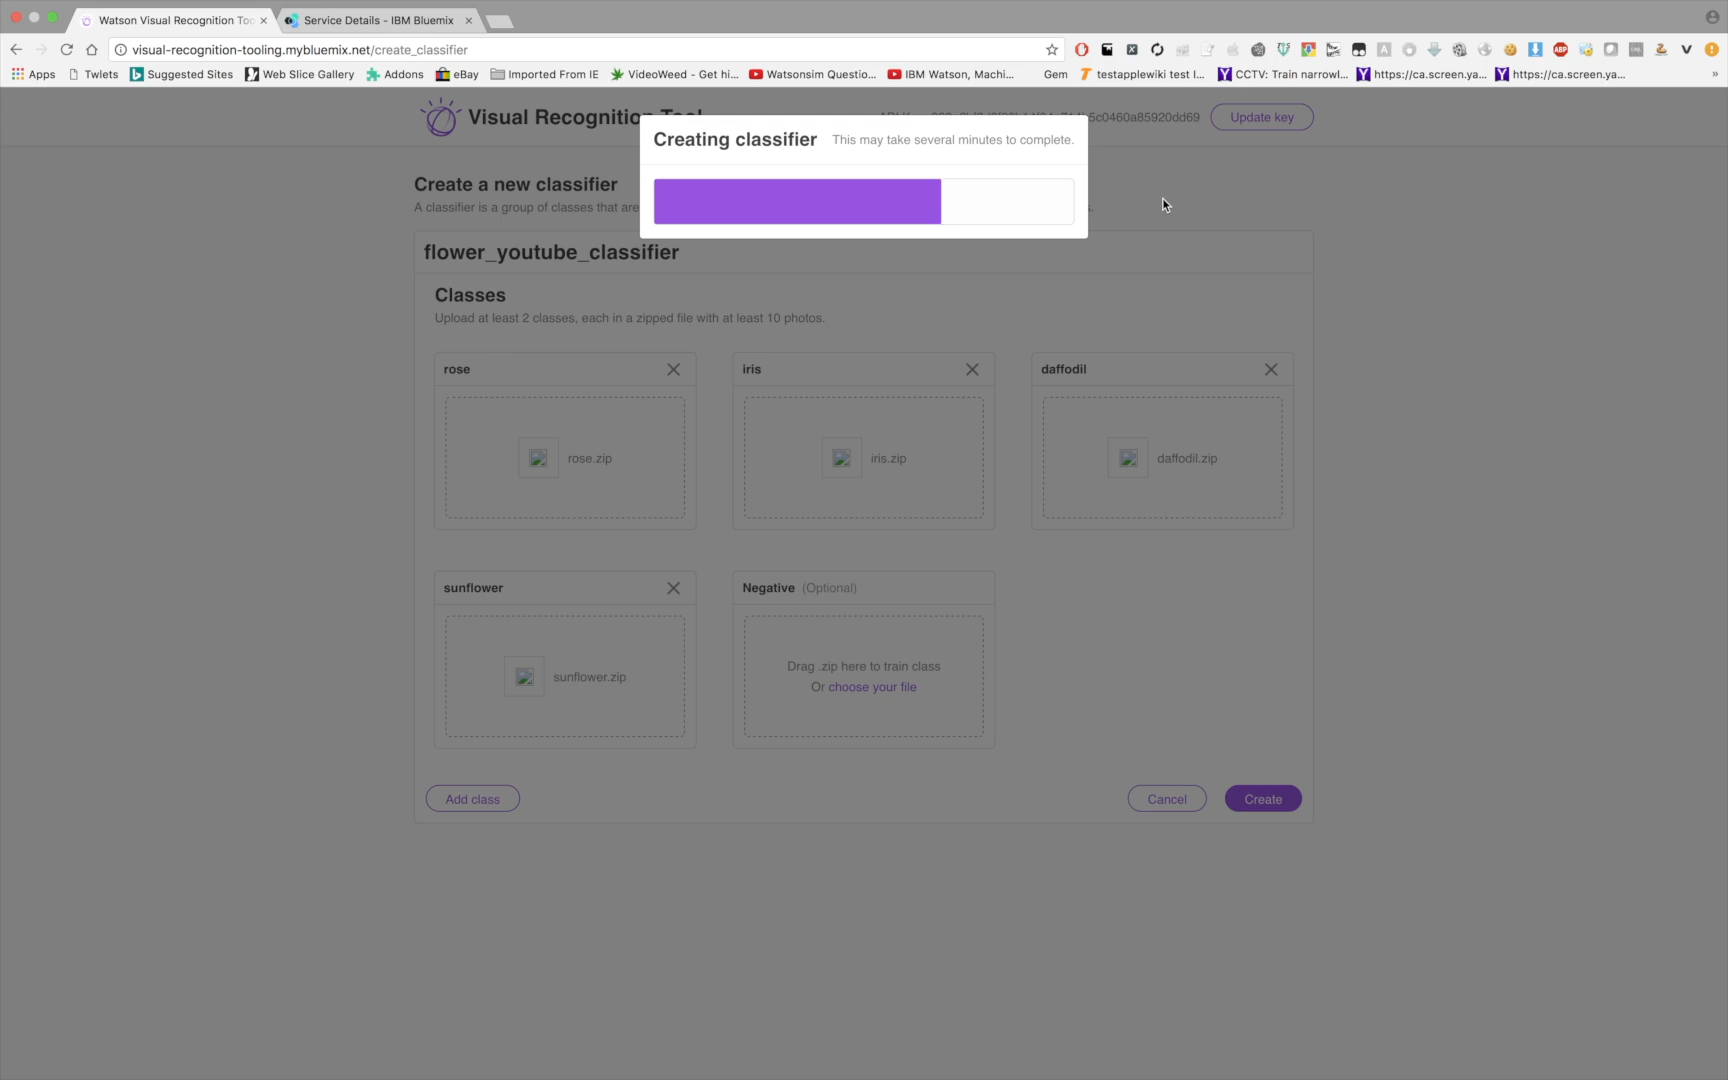 Watson Visual Recognition Too
Service Details - IBM Bluemix
visual-recognition-tooling.mybluemix.net/create_classifier
Apps Twlets Suggested Sites Web Slice Gallery Addons eBay Imported From IE VideoWeed - Get hi... Watsonsim Questio... IBM Watson, Machi... Gem testapplewiki test I... CCTV: Train narrowl... https://ca.screen.ya... https://ca.screen.ya... »
Visual Recognition Tool
5c0460a85920dd69 Update key
Creating classifier This may take several minutes to complete.
Create a new classifier
A classifier is a group of classes that are
flower_youtube_classifier
Classes
Upload at least 2 classes, each in a zipped file with at least 10 photos.
rose iris daffodil
rose.zip iris.zip daffodil.zip
sunflower Negative (Optional)
Drag .zip here to train class
Or choose your file
sunflower.zip
Add class Cancel Create